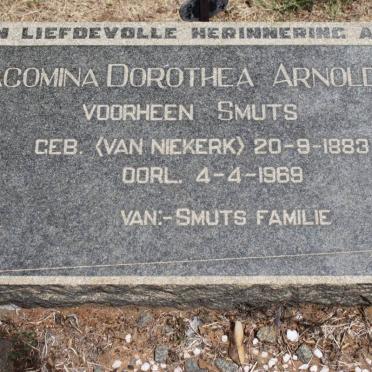 N LIEFDEVOLLE HERINNERING A
COMINA DOROTHEA ARNOLD
VOORHEEN SMUTS
GEB. (VAN NIEKERK) 20-9-1883
OORL. 4-4-1969
VAN:- SMUTS FAMILIE